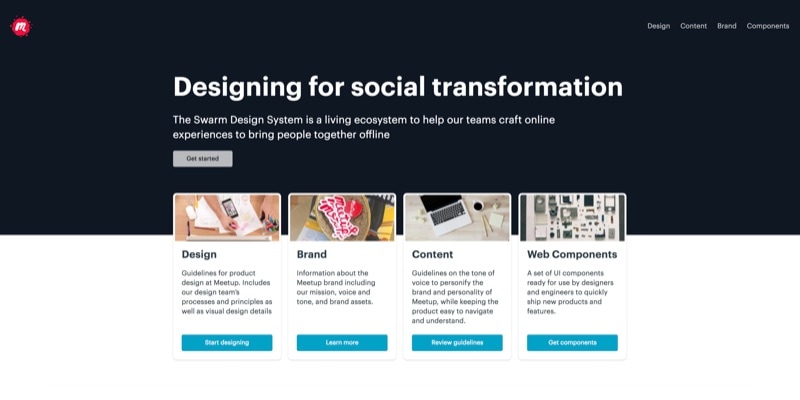 Design Content Brand Components
Designing for social transformation
The Swarm Design System is a living ecosystem to help our teams craft online
experiences to bring people together offline
Get started
Design
Guidelines for product
design at Meetup. Includes
our design team's
processes and principles as
well as visual design details
Start designing
Brand
Information about the
Meetup brand including
our mission, voice and
tone, and brand assets.
Learn more
Content
Guidelines on the tone of
voice to personify the
brand and personality of
Meetup, while keeping the
product easy to navigate
and understand.
Review guidelines
Web Components
A set of UI components
ready for use by designers
and engineers to quickly
ship new products and
features.
Get components